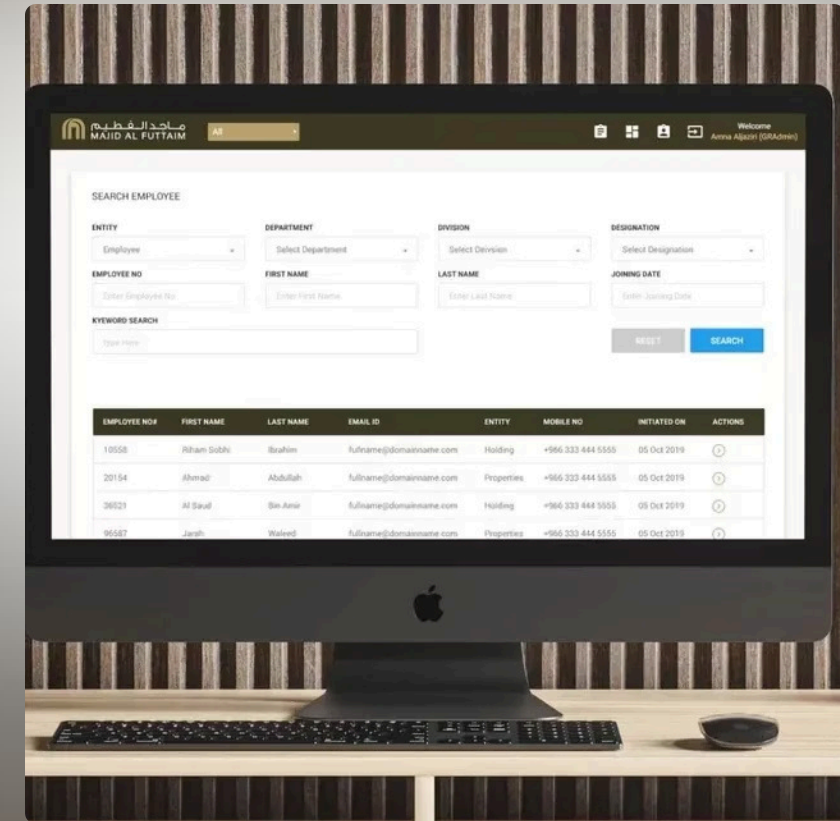 ماجد الفطيم
MAJID AL FUTTAIM
All
Welcome
Amna Aljaziri (GRAdmin)
SEARCH EMPLOYEE
ENTITY DEPARTMENT DIVISION DESIGNATION
Employee Select Department Select Deivsion Select Designation
EMPLOYEE NO FIRST NAME LAST NAME JOINING DATE
Enter Employee No Enter First Name Enter Last Name Enter Joining Date
KYEWORD SEARCH
Type Here RESET SEARCH
EMPLOYEE NO# FIRST NAME LAST NAME EMAIL ID ENTITY MOBILE NO INITIATED ON ACTIONS
10558 Riham Sobhi Ibrahim fullname@domainname.com Holding +966 333 444 5555 05 Oct 2019
20154 Ahmad Abdullah fullname@domainname.com Properties +966 333 444 5555 05 Oct 2019
36521 Al Saud Bin Amir fullname@domainname.com Holding +966 333 444 5555 05 Oct 2019
96587 Jarah Waleed fullname@domainname.com Properties +966 333 444 5555 05 Oct 2019